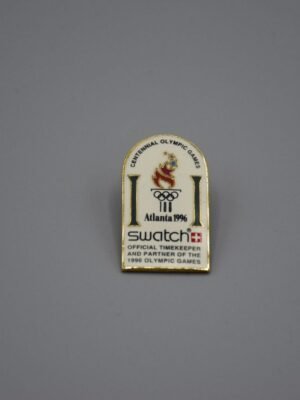 CENTENNIAL OLYMPIC GAMES
Atlanta 1996
swatch
OFFICIAL TIMEKEEPER
AND PARTNER OF THE
1996 OLYMPIC GAMES